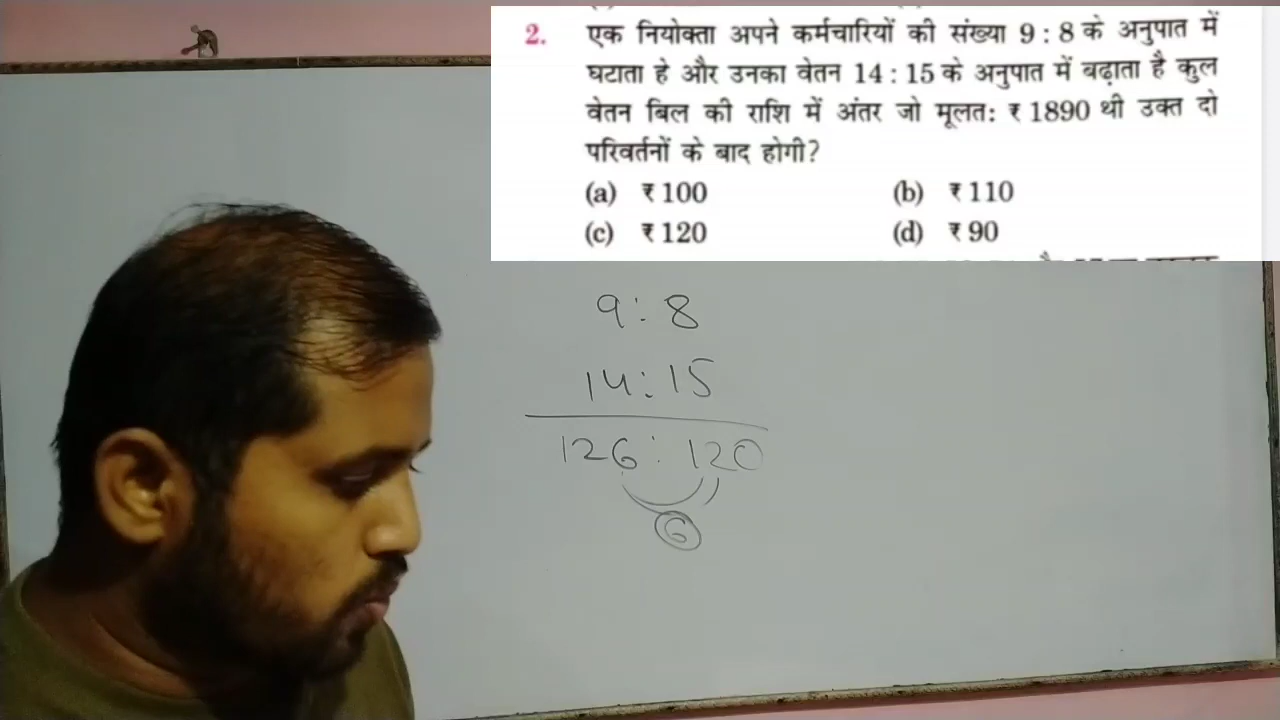 2. एक नियोक्ता अपने कर्मचारियों की संख्या 9 : 8 के अनुपात में
घटाता हे और उनका वेतन 14 : 15 के अनुपात में बढ़ाता है कुल
वेतन बिल की राशि में अंतर जो मूलत: ₹ 1890 थी उक्त दो
परिवर्तनों के बाद होगी?
(a) ₹ 100 (b) ₹ 110
(c) ₹ 120 (d) ₹ 90
9 : 8
14 : 15
126 : 120
6